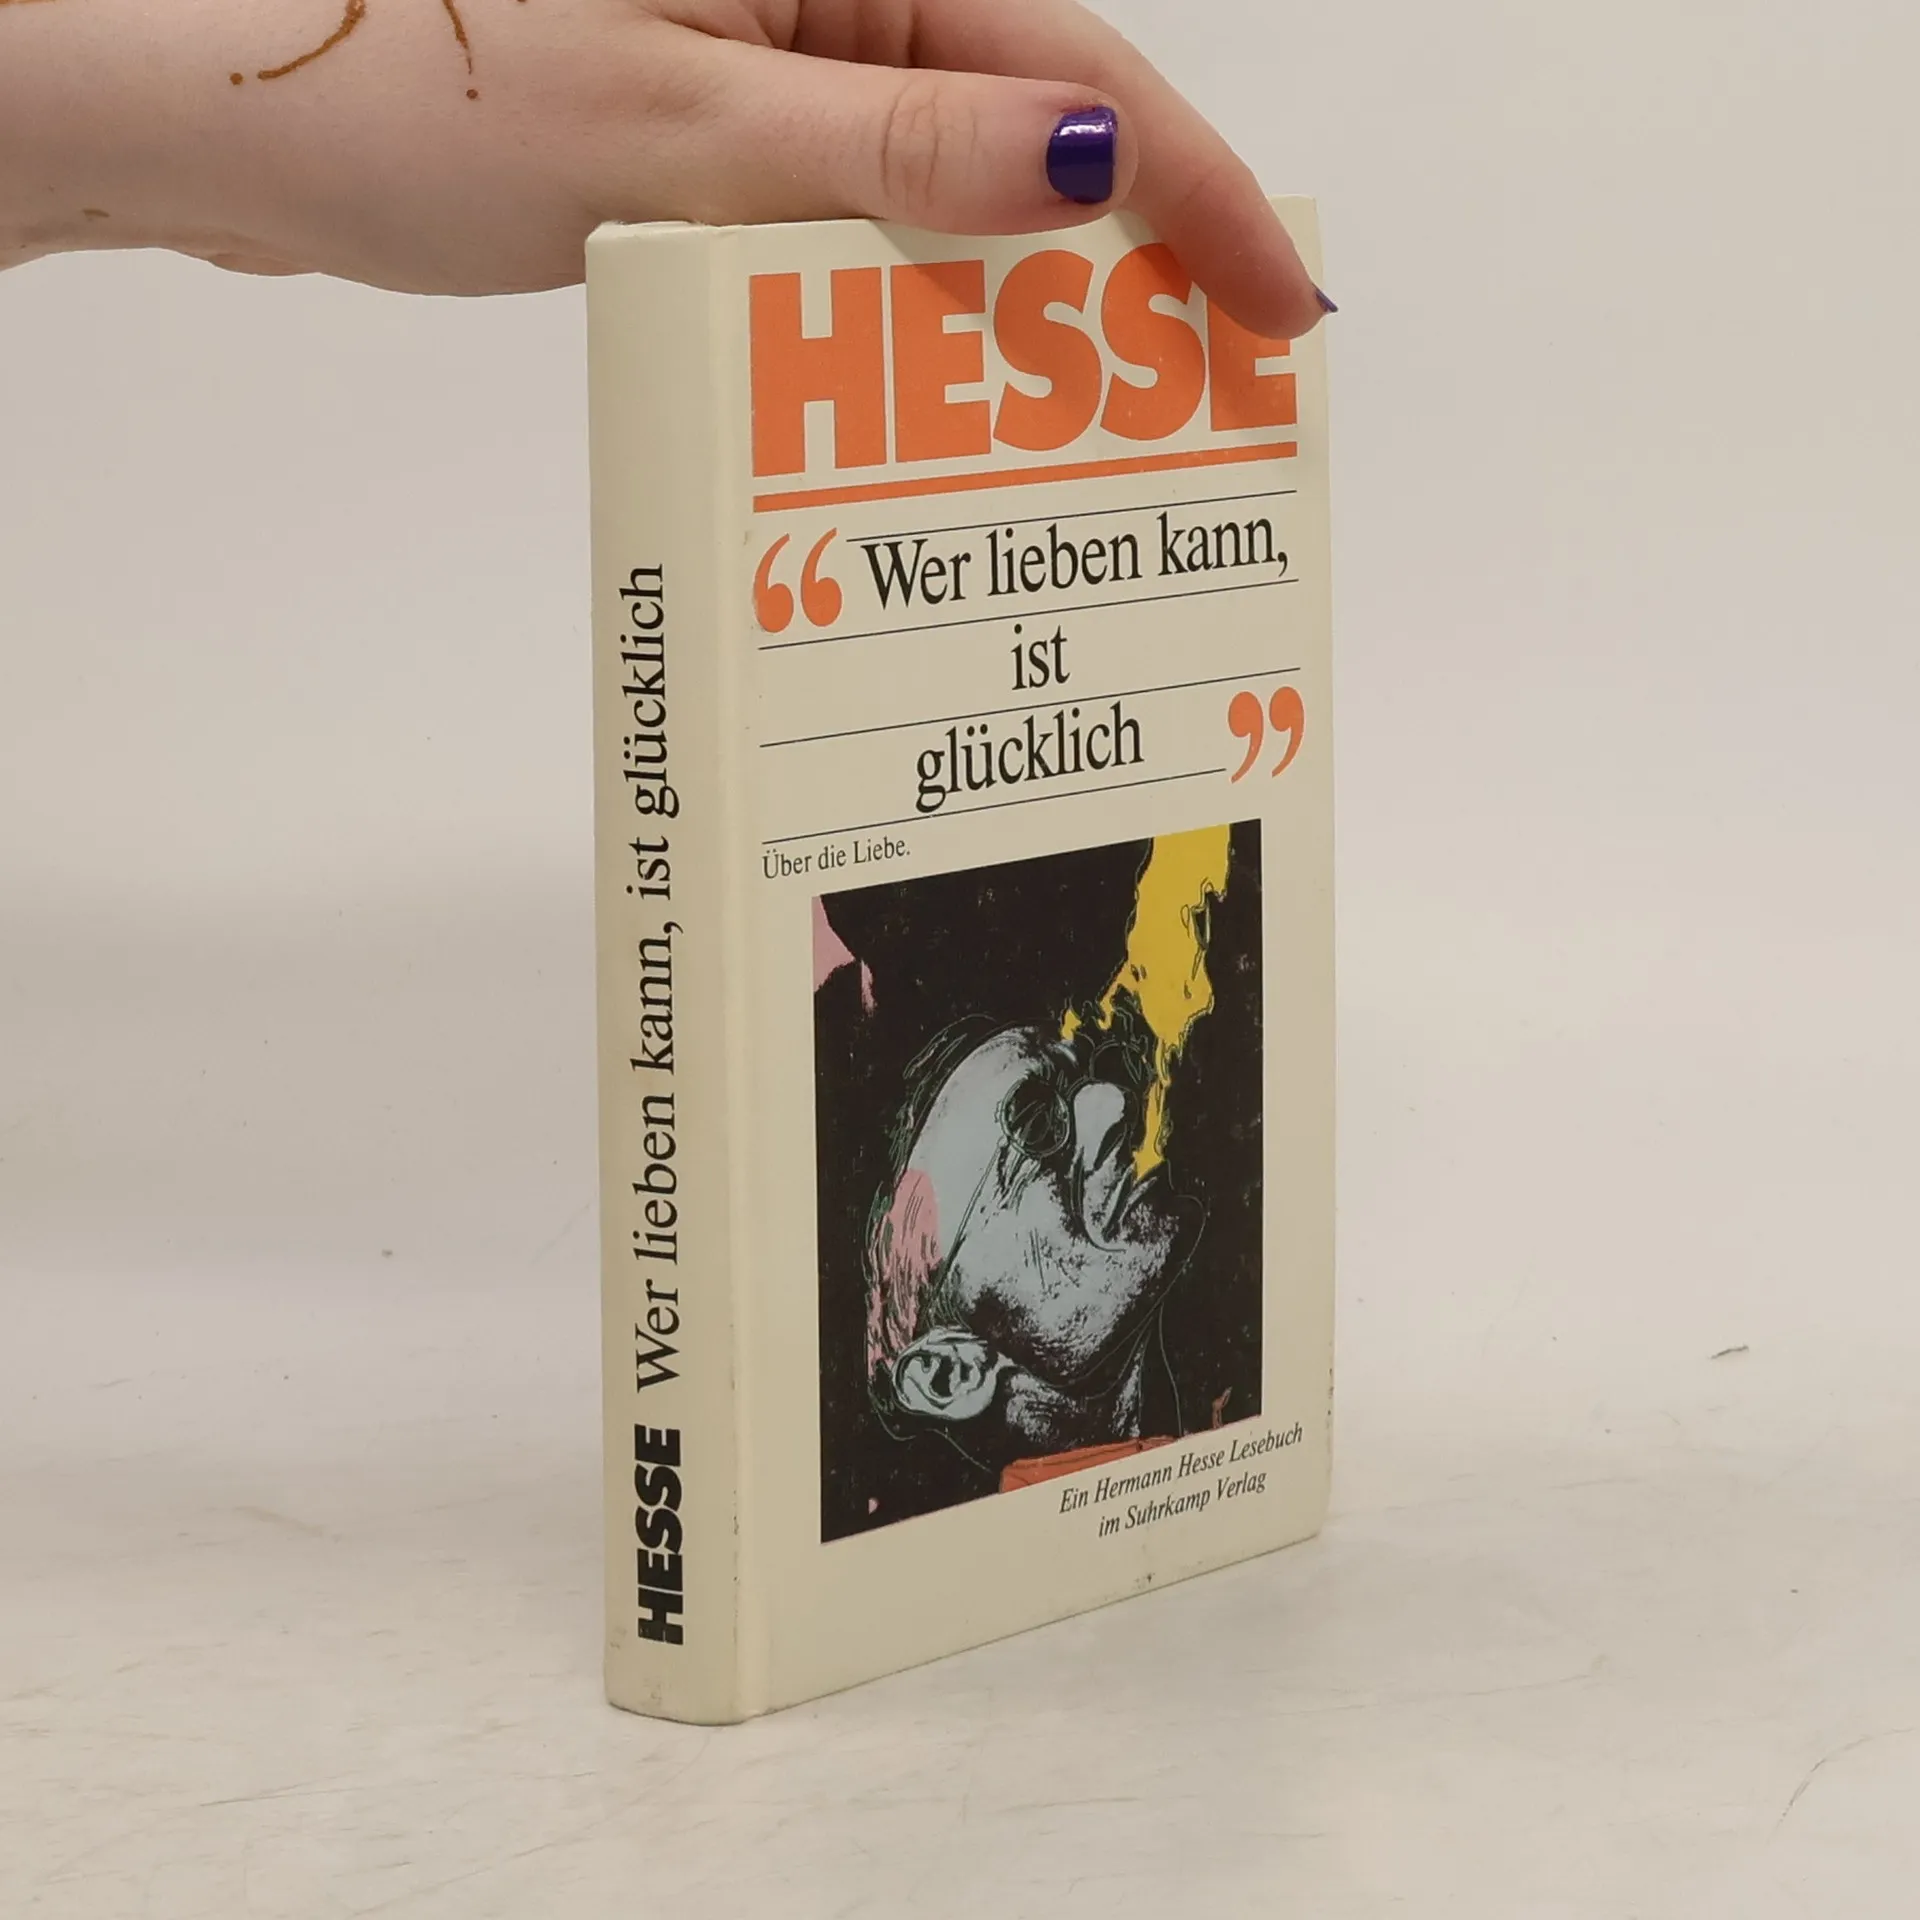 HESSE
“Wer lieben kann,
ist
glücklich”
Über die Liebe.
Ein Hermann Hesse Lesebuch
im Suhrkamp Verlag
HESSE Wer lieben kann, ist glücklich